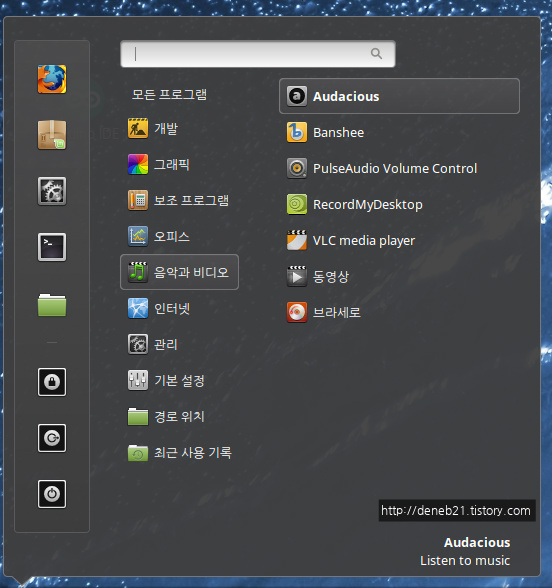 모든 프로그램
개발
그래픽
보조 프로그램
오피스
음악과 비디오
인터넷
관리
기본 설정
경로 위치
최근 사용 기록
Audacious
Banshee
PulseAudio Volume Control
RecordMyDesktop
VLC media player
동영상
브라세로
http://deneb21.tistory.com
Audacious
Listen to music